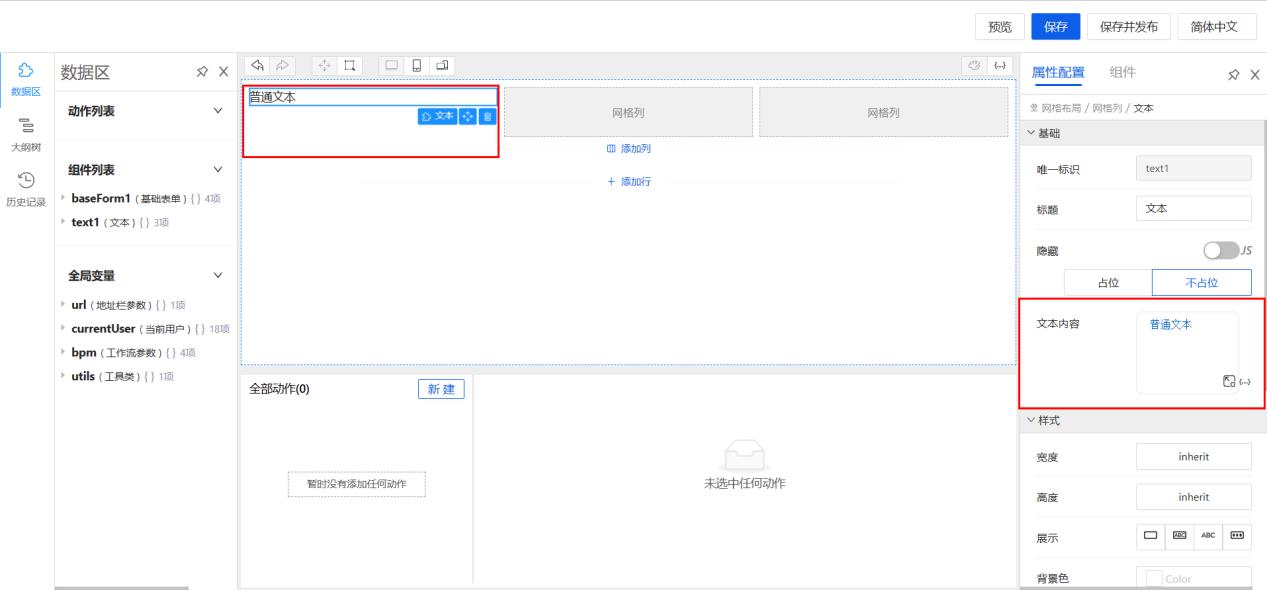 预览
保存
保存并发布
简体中文
数据区
大纲树
历史记录
数据区
动作列表
组件列表
baseForm1（基础表单）{ } 4项
text1（文本）{ } 3项
全局变量
url（地址栏参数）{ } 1项
currentUser（当前用户）{ } 18项
bpm（工作流参数）{ } 4项
utils（工具类）{ } 1项
普通文本
文本
网格列
网格列
添加列
+ 添加行
全部动作(0)
新 建
暂时没有添加任何动作
未选中任何动作
属性配置
组件
网格布局 / 网格列 / 文本
基础
唯一标识
text1
标题
文本
隐藏
JS
占位
不占位
文本内容
普通文本
样式
宽度
inherit
高度
inherit
展示
ABC
ABC
背景色
Color